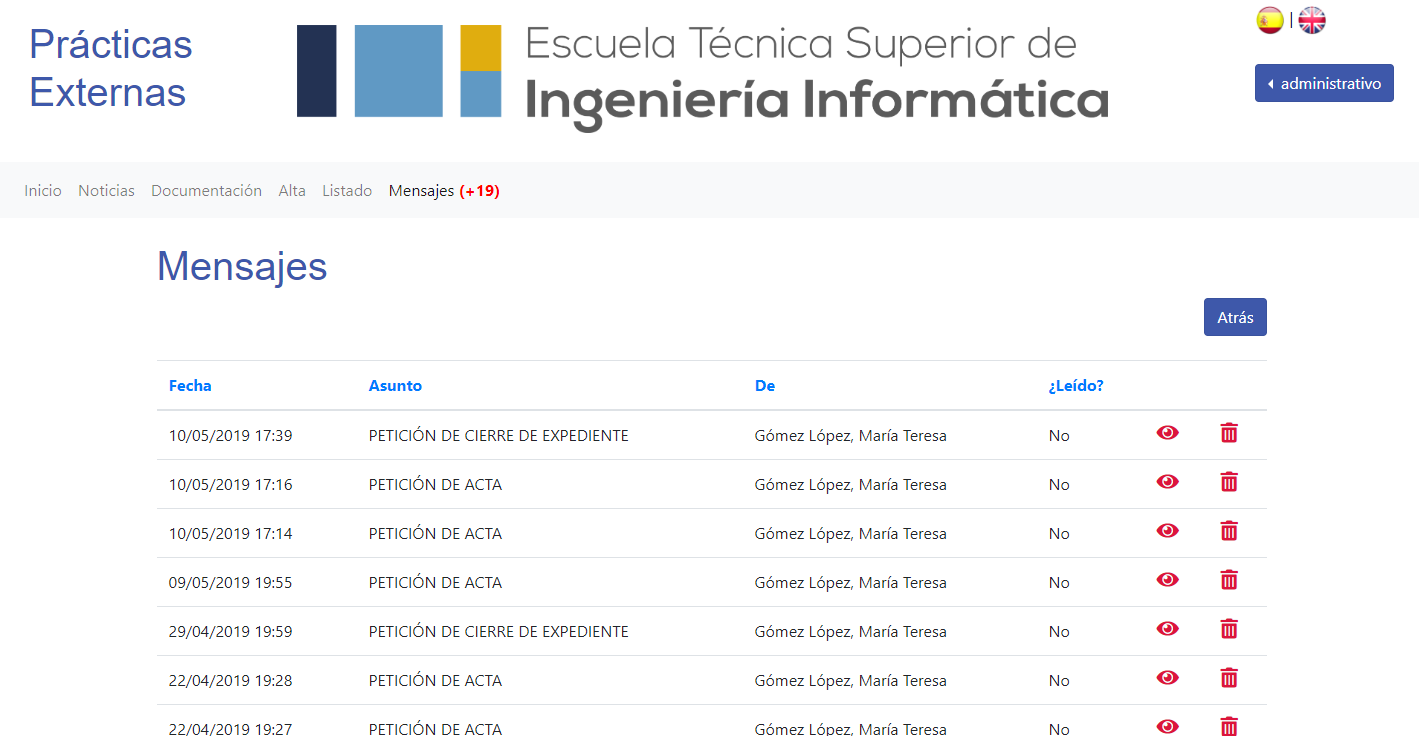 Prácticas
Externas
Escuela Técnica Superior de
Ingeniería Informática
|
administrativo
Inicio Noticias Documentación Alta Listado Mensajes (+19)
Mensajes
Atrás
Fecha Asunto De ¿Leído?
10/05/2019 17:39 PETICIÓN DE CIERRE DE EXPEDIENTE Gómez López, María Teresa No
10/05/2019 17:16 PETICIÓN DE ACTA Gómez López, María Teresa No
10/05/2019 17:14 PETICIÓN DE ACTA Gómez López, María Teresa No
09/05/2019 19:55 PETICIÓN DE ACTA Gómez López, María Teresa No
29/04/2019 19:59 PETICIÓN DE CIERRE DE EXPEDIENTE Gómez López, María Teresa No
22/04/2019 19:28 PETICIÓN DE ACTA Gómez López, María Teresa No
22/04/2019 19:27 PETICIÓN DE ACTA Gómez López, María Teresa No